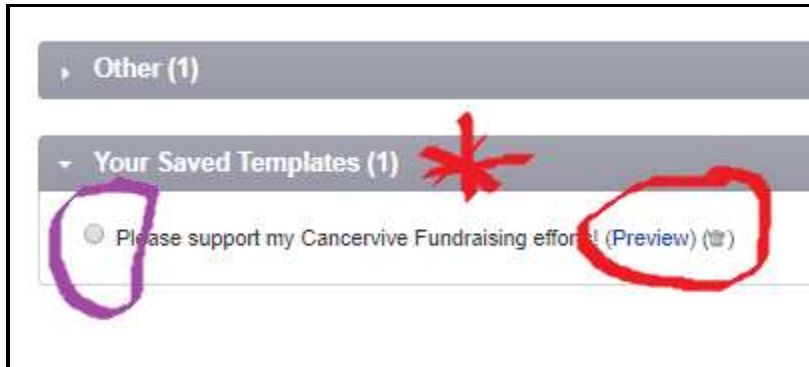 Other (1)
Your Saved Templates (1)
Please support my Cancervive Fundraising efforts! (Preview) ()